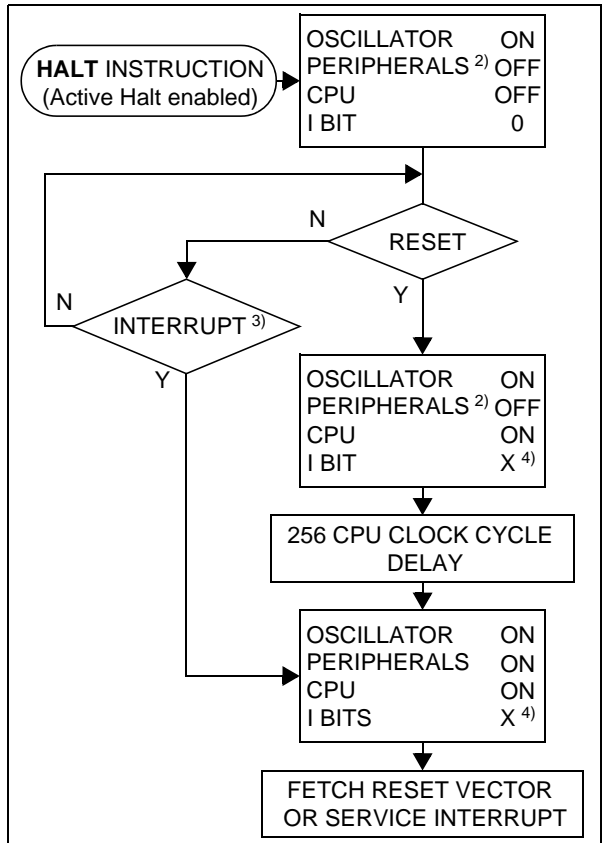 HALT INSTRUCTION
(Active Halt enabled)
OSCILLATOR ON
PERIPHERALS 2) OFF
CPU OFF
I BIT 0
N
RESET
Y
N
INTERRUPT 3)
Y
OSCILLATOR ON
PERIPHERALS 2) OFF
CPU ON
I BIT X 4)
256 CPU CLOCK CYCLE
DELAY
OSCILLATOR ON
PERIPHERALS ON
CPU ON
I BITS X 4)
FETCH RESET VECTOR
OR SERVICE INTERRUPT